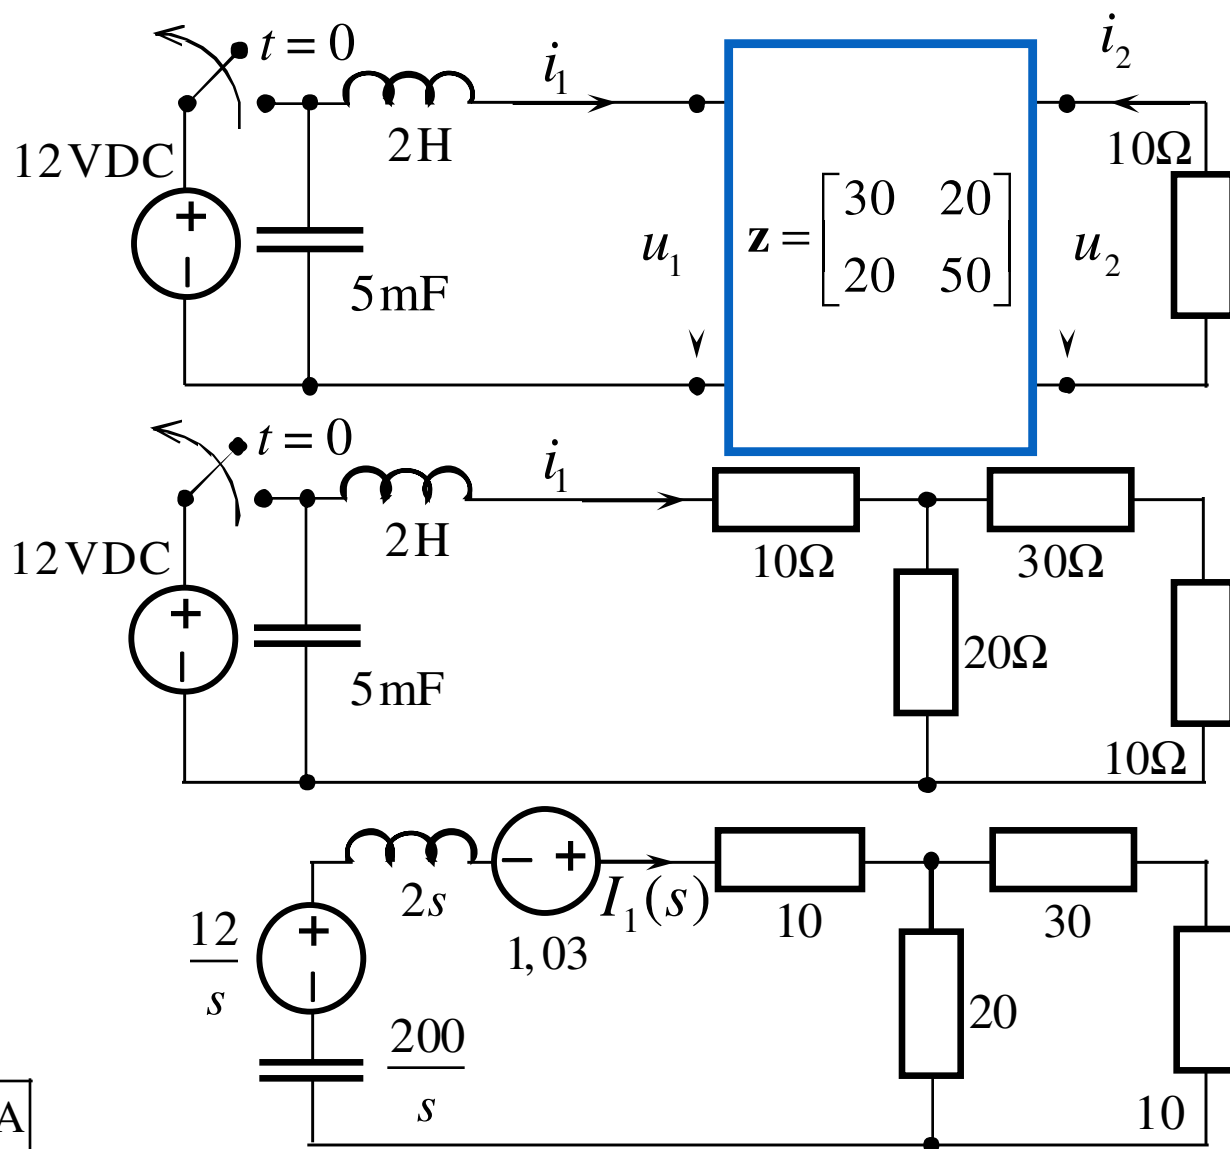 t = 0
i₁
i₂
2H
10Ω
12VDC
+
−
5mF
u₁
z = [30 20
20 50]
u₂
t = 0
i₁
2H
10Ω
30Ω
12VDC
+
−
20Ω
5mF
10Ω
− +
2s
I₁(s)
10
30
12/s
+
−
1,03
20
200/s
10
A